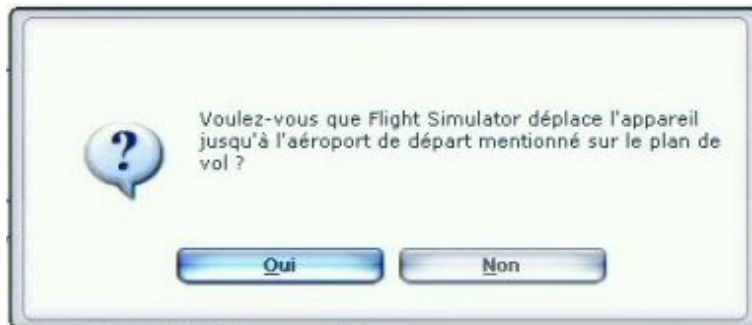 Voulez-vous que Flight Simulator déplace l'appareil
jusqu'à l'aéroport de départ mentionné sur le plan de
vol ?
Oui
Non